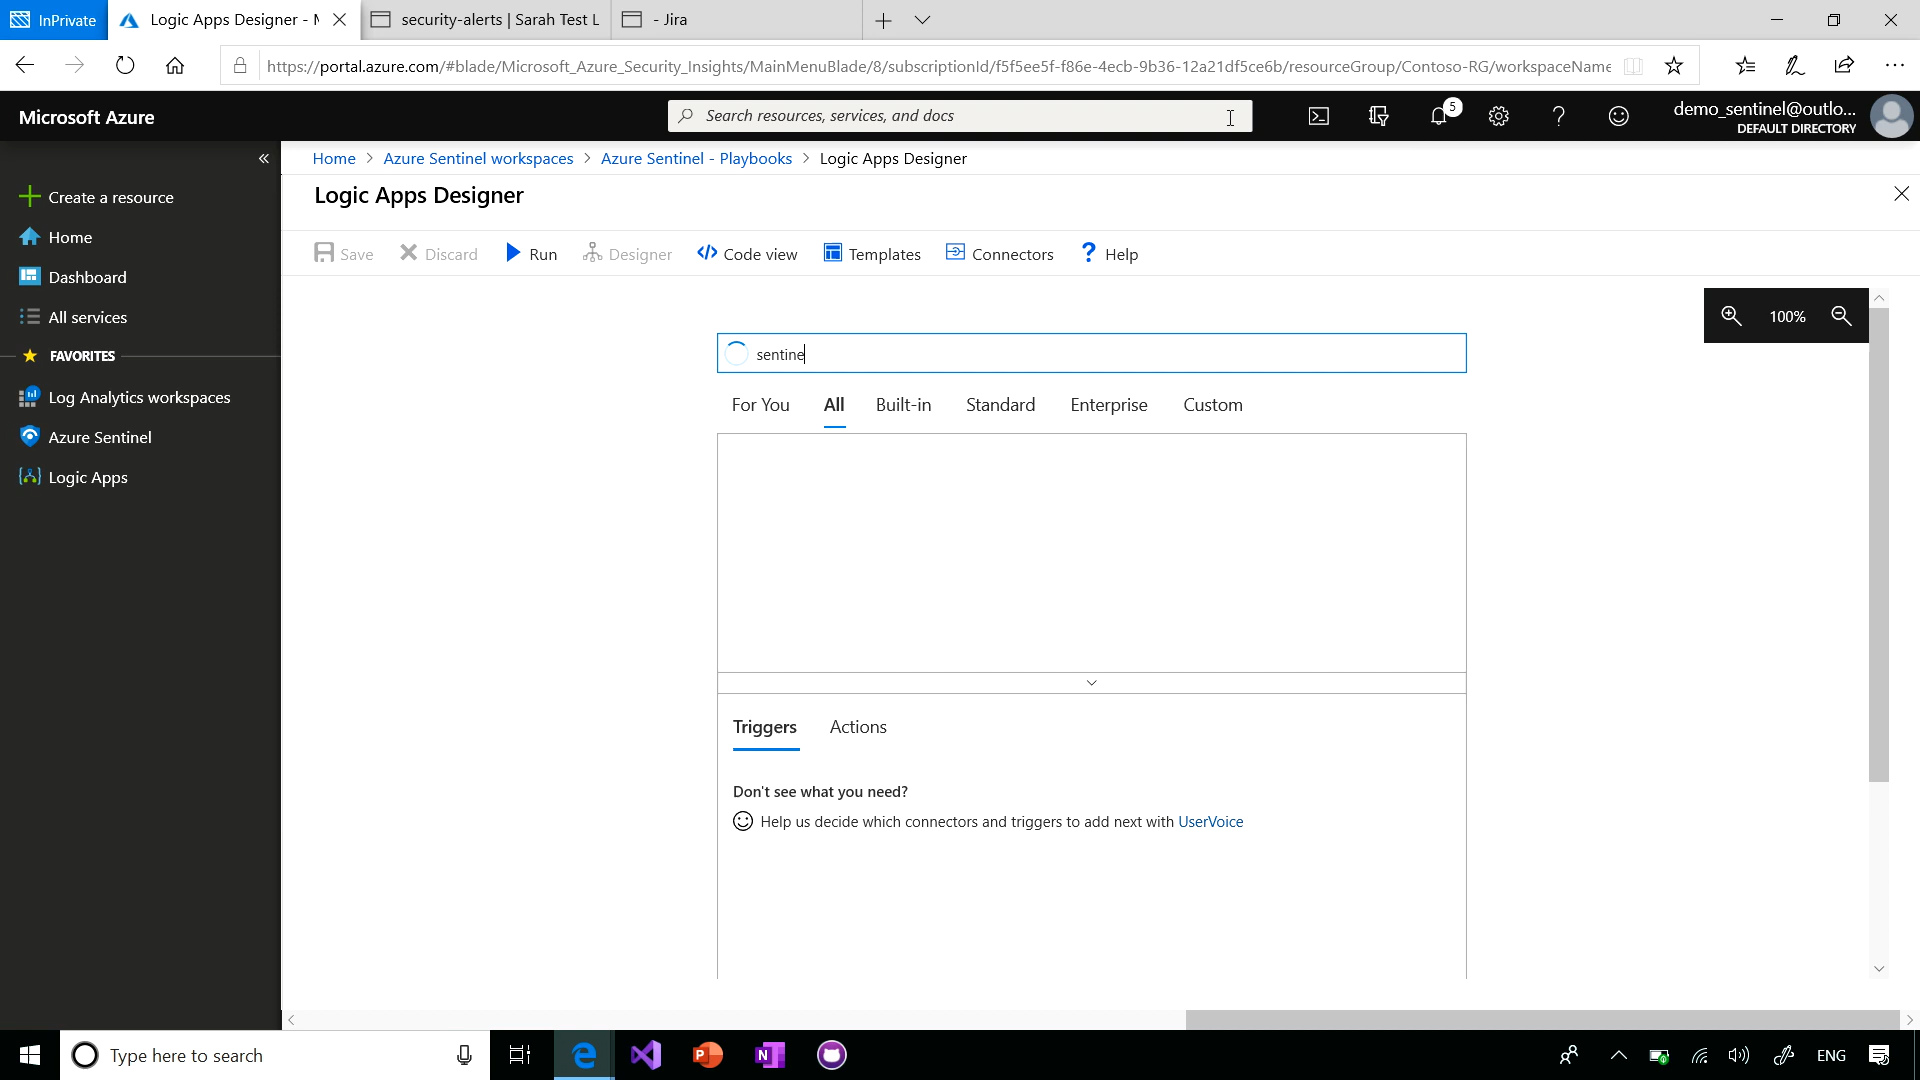 InPrivate
Logic Apps Designer - M
security-alerts | Sarah Test L
- Jira
https://portal.azure.com/#blade/Microsoft_Azure_Security_Insights/MainMenuBlade/8/subscriptionId/f5f5ee5f-f86e-4ecb-9b36-12a21df5ce6b/resourceGroup/Contoso-RG/workspaceName
Microsoft Azure
Search resources, services, and docs
5
demo_sentinel@outlo...
DEFAULT DIRECTORY
Home > Azure Sentinel workspaces > Azure Sentinel - Playbooks > Logic Apps Designer
Logic Apps Designer
Save
Discard
Run
Designer
Code view
Templates
Connectors
Help
Create a resource
Home
Dashboard
All services
FAVORITES
Log Analytics workspaces
Azure Sentinel
Logic Apps
100%
sentine
For You
All
Built-in
Standard
Enterprise
Custom
Triggers
Actions
Don't see what you need?
Help us decide which connectors and triggers to add next with UserVoice
Type here to search
ENG